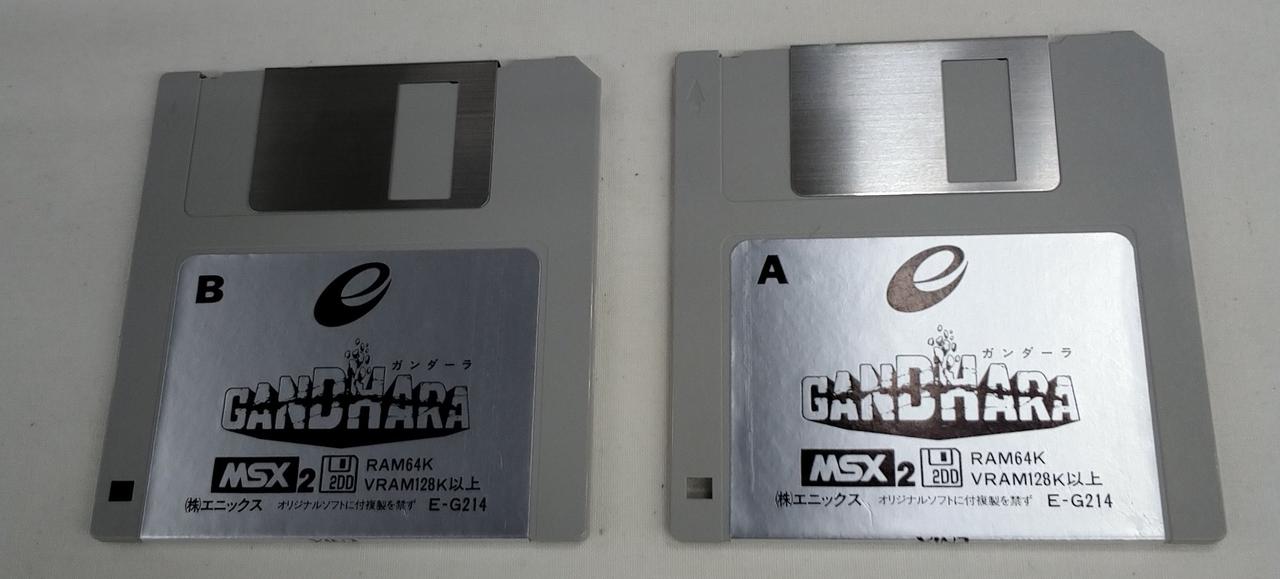 B
e
ガンダーラ
GANDHARA
MSX 2
2DD
RAM64K
VRAM128K以上
㈱エニックス オリジナルソフトに付複製を禁ず E-G214
A
e
ガンダーラ
GANDHARA
MSX 2
2DD
RAM64K
VRAM128K以上
㈱エニックス オリジナルソフトに付複製を禁ず E-G214